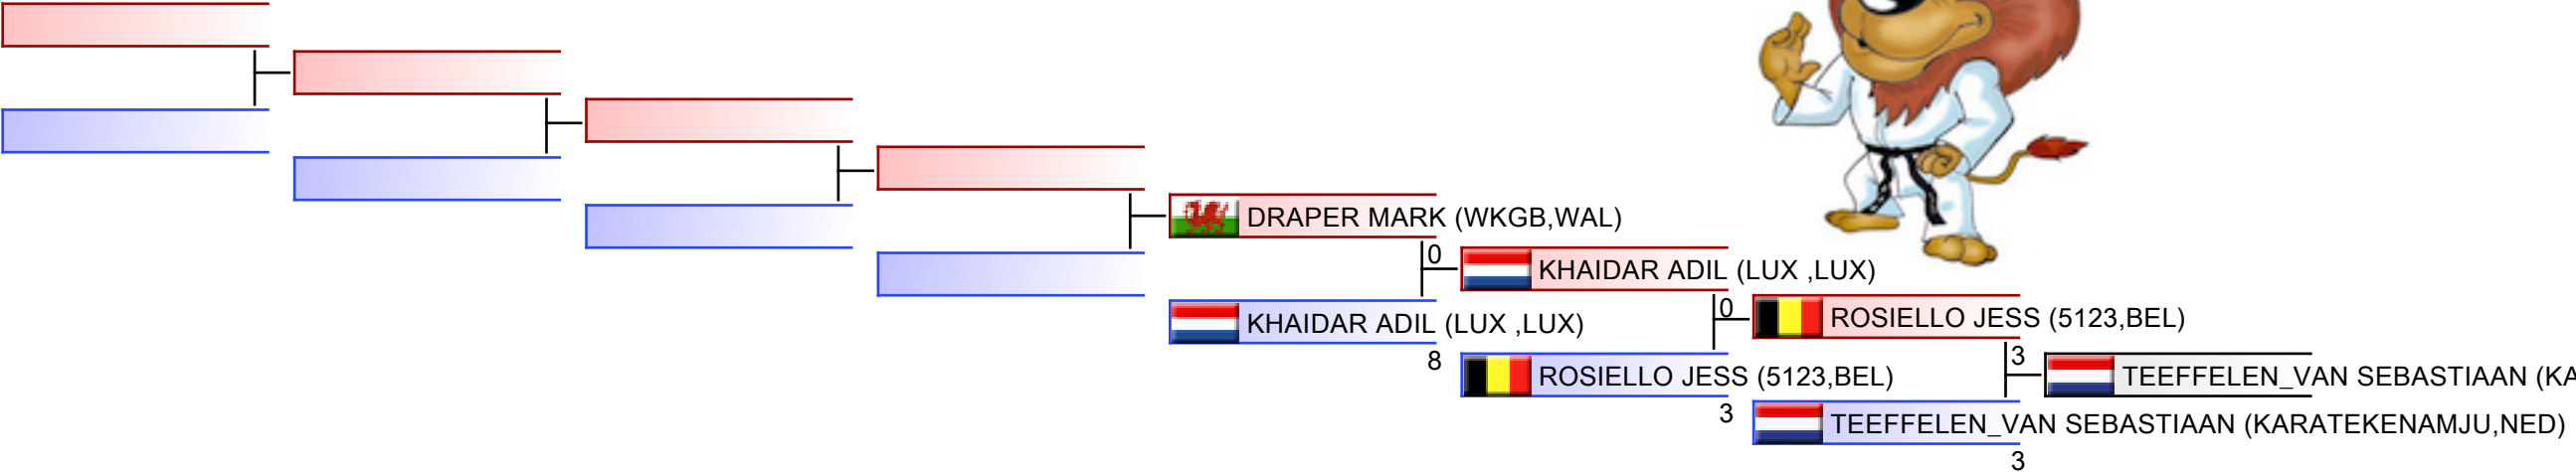 DRAPER MARK (WKGB,WAL)
0
KHAIDAR ADIL (LUX ,LUX)
0
ROSIELLO JESS (5123,BEL)
KHAIDAR ADIL (LUX ,LUX)
8
3
ROSIELLO JESS (5123,BEL)
TEEFFELEN_VAN SEBASTIAAN (KA
3
TEEFFELEN_VAN SEBASTIAAN (KARATEKENAMJU,NED)
3